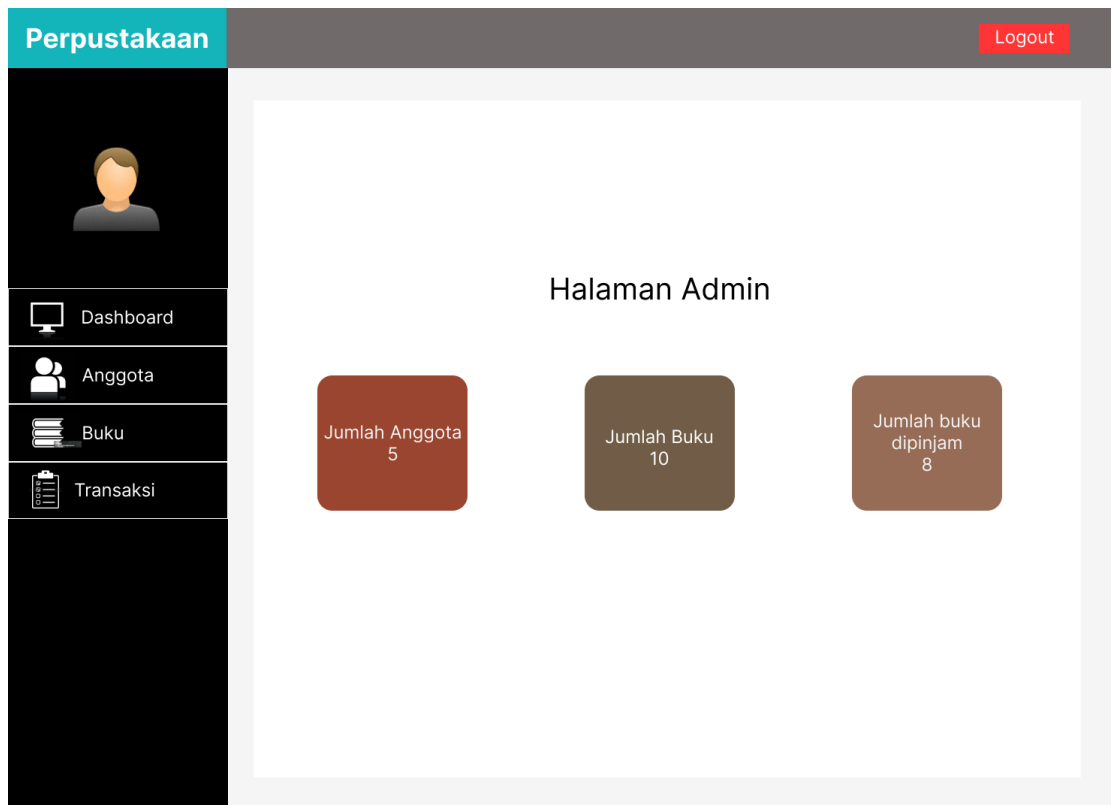 Perpustakaan
Logout
Dashboard
Anggota
Buku
Transaksi
Halaman Admin
Jumlah Anggota
5
Jumlah Buku
10
Jumlah buku
dipinjam
8